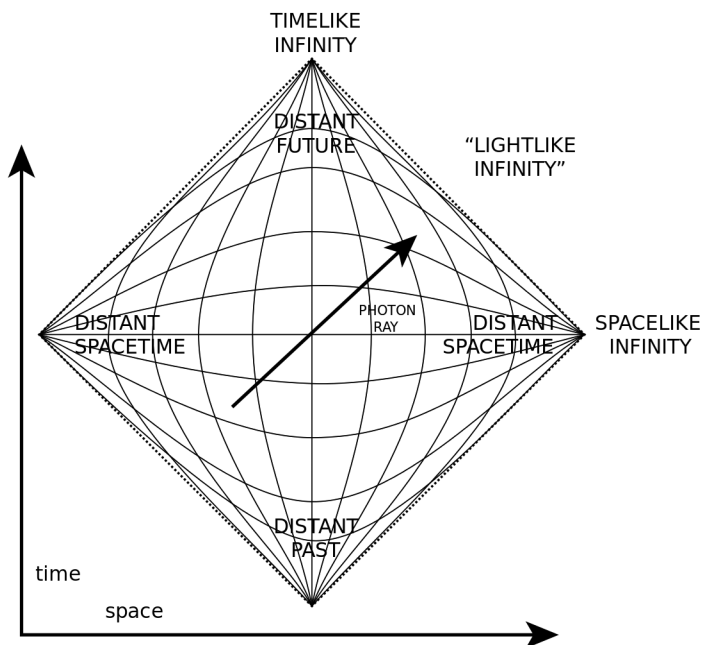 TIMELIKE
INFINITY
DISTANT
FUTURE
“LIGHTLIKE
INFINITY”
PHOTON
RAY
DISTANT
SPACETIME
DISTANT
SPACETIME
SPACELIKE
INFINITY
DISTANT
PAST
time
space